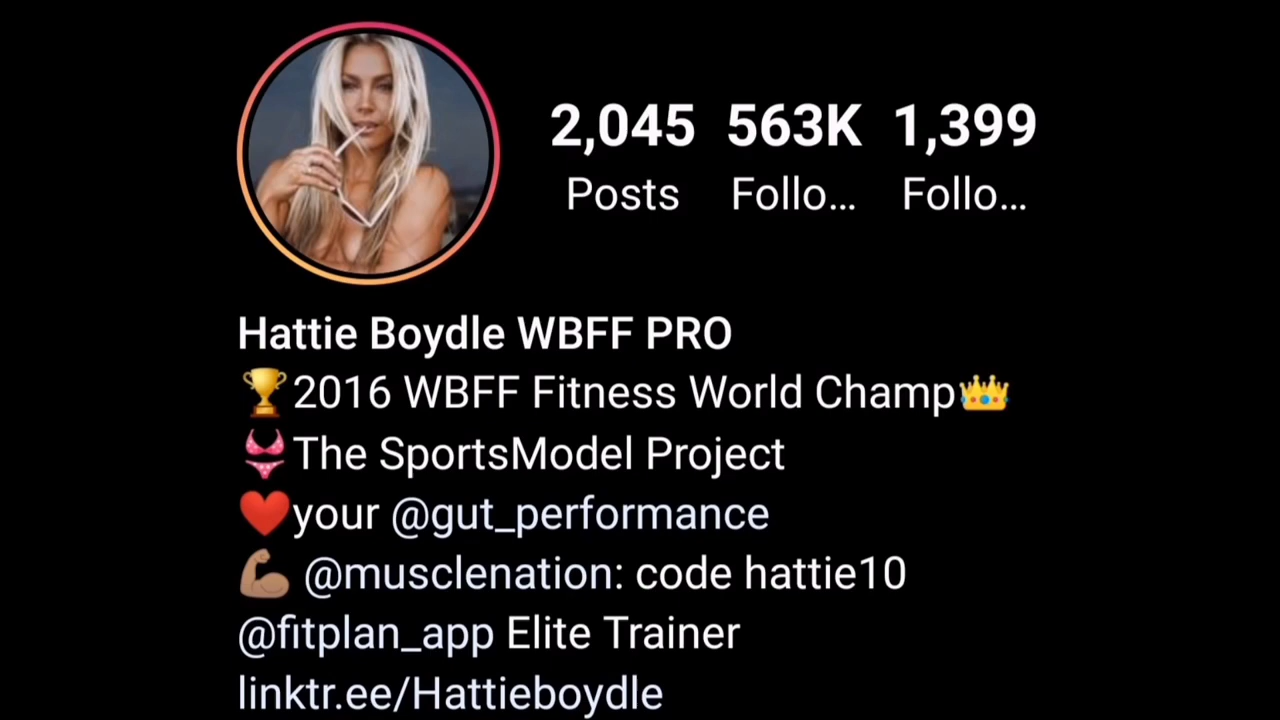 2,045 563K 1,399
Posts Follo... Follo...
Hattie Boydle WBFF PRO
🏆2016 WBFF Fitness World Champ👑
👙The SportsModel Project
❤️your @gut_performance
💪🏽 @musclenation: code hattie10
@fitplan_app Elite Trainer
linktr.ee/Hattieboydle